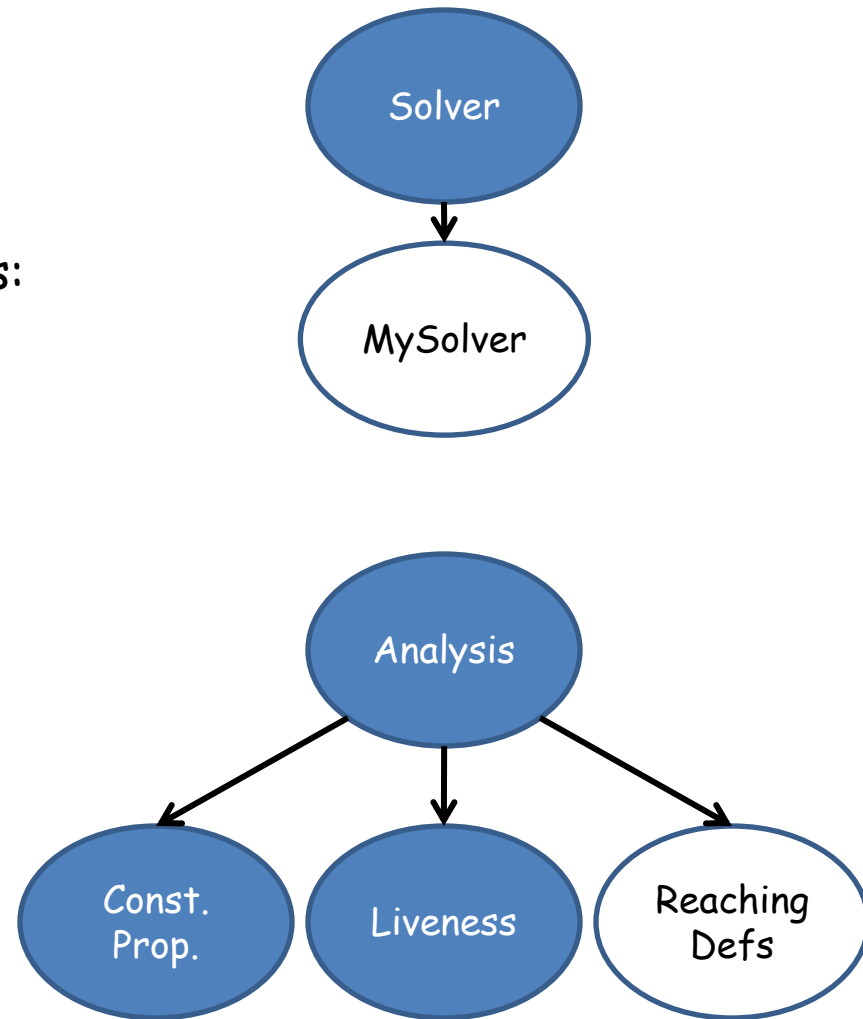 Solver
s:
MySolver
Analysis
Const.
Prop.
Liveness
Reaching
Defs